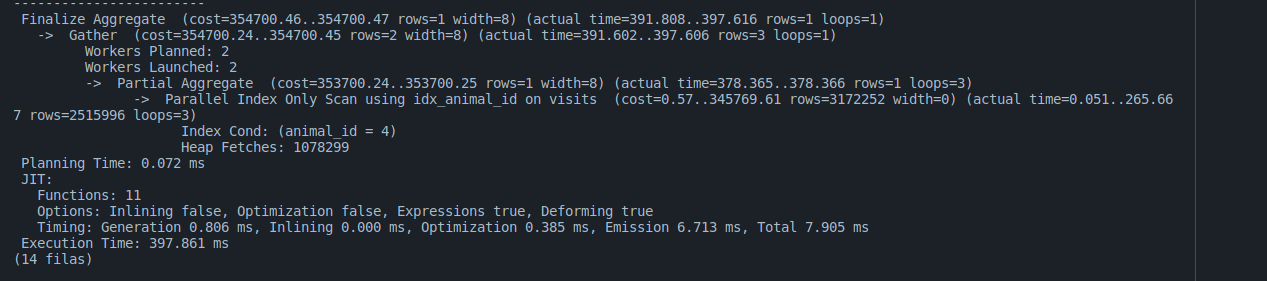 ------------------------
 Finalize Aggregate  (cost=354700.46..354700.47 rows=1 width=8) (actual time=391.808..397.616 rows=1 loops=1)
   ->  Gather  (cost=354700.24..354700.45 rows=2 width=8) (actual time=391.602..397.606 rows=3 loops=1)
         Workers Planned: 2
         Workers Launched: 2
         ->  Partial Aggregate  (cost=353700.24..353700.25 rows=1 width=8) (actual time=378.365..378.366 rows=1 loops=3)
               ->  Parallel Index Only Scan using idx_animal_id on visits  (cost=0.57..345769.61 rows=3172252 width=0) (actual time=0.051..265.66
7 rows=2515996 loops=3)
                     Index Cond: (animal_id = 4)
                     Heap Fetches: 1078299
 Planning Time: 0.072 ms
 JIT:
   Functions: 11
   Options: Inlining false, Optimization false, Expressions true, Deforming true
   Timing: Generation 0.806 ms, Inlining 0.000 ms, Optimization 0.385 ms, Emission 6.713 ms, Total 7.905 ms
 Execution Time: 397.861 ms
(14 filas)